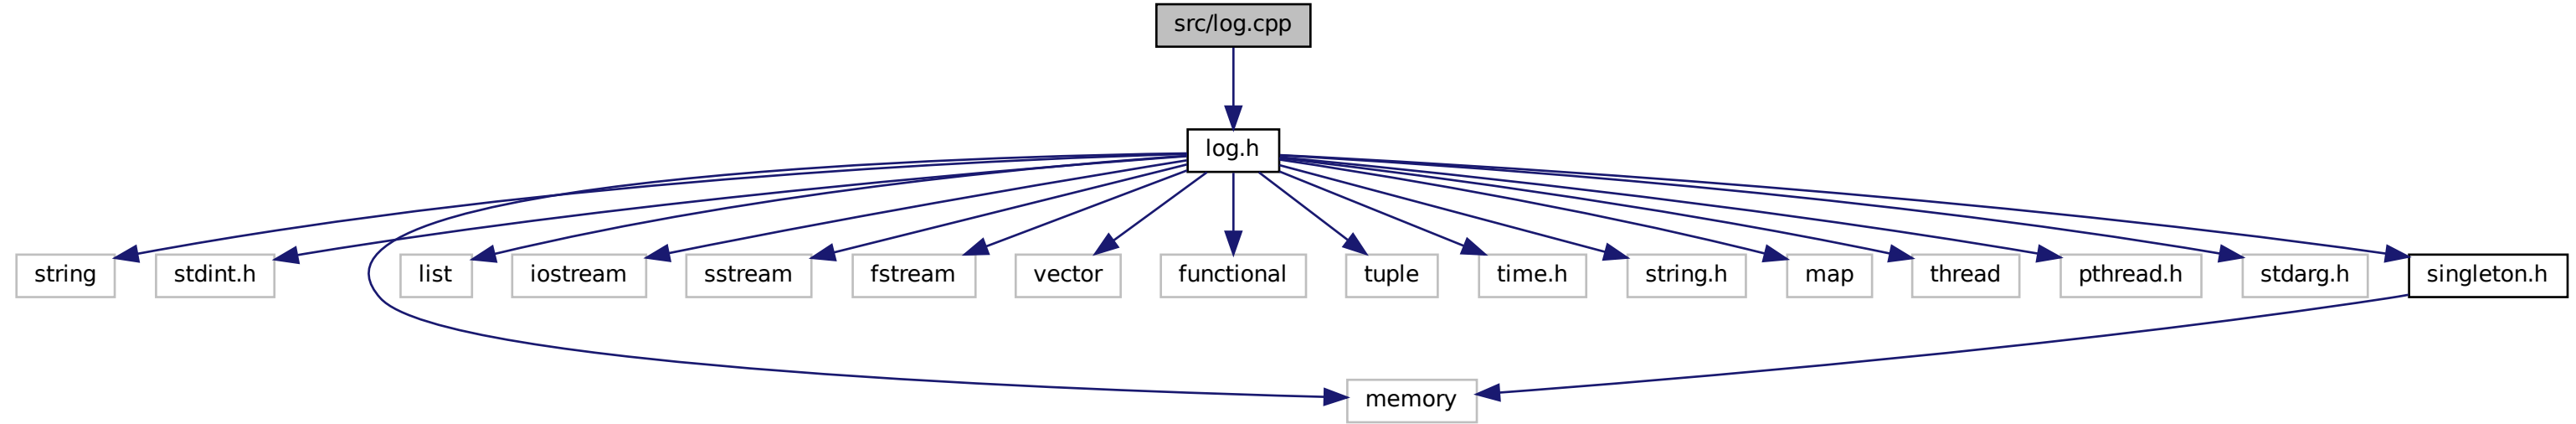 src/log.cpp
log.h
string
stdint.h
list
iostream
sstream
fstream
vector
functional
tuple
time.h
string.h
map
thread
pthread.h
stdarg.h
singleton.h
memory